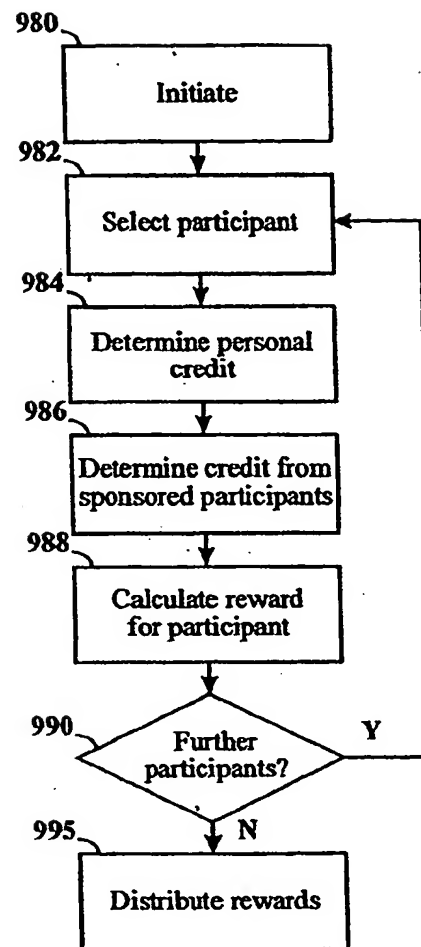 980
Initiate
982
Select participant
984
Determine personal
credit
986
Determine credit from
sponsored participants
988
Calculate reward
for participant
990
Further
participants?
Y
N
995
Distribute rewards